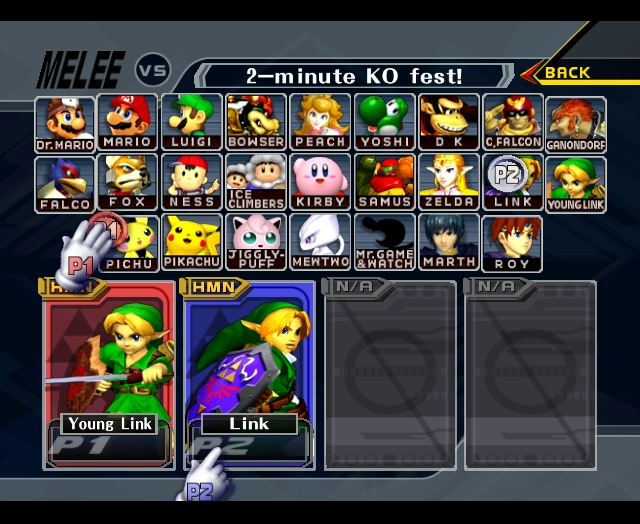 MELEE VS 2-minute KO fest! BACK
Dr.MARIO MARIO LUIGI BOWSER PEACH YOSHI D K C.FALCON GANONDORF
FALCO FOX NESS ICE CLIMBERS KIRBY SAMUS ZELDA P2 LINK YOUNG LINK
P1 PICHU PIKACHU JIGGLY-PUFF MEWTWO Mr.GAME & WATCH MARTH ROY
HMN HMN N/A N/A
Young Link Link
P1 P2
P2